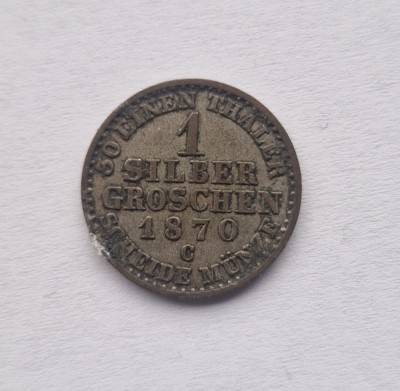 30 EINEN THALER
1
SILBER
GROSCHEN
1870
C
SCHEIDE MÜNZE